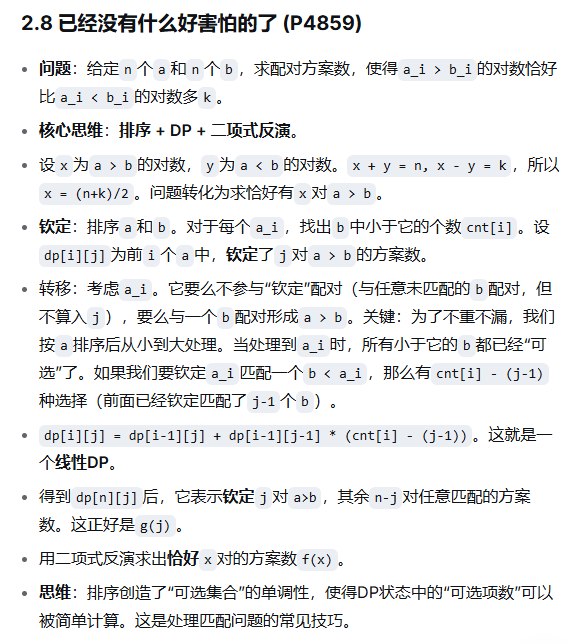 2.8 已经没有什么好害怕的了 (P4859)
• 问题：给定 n 个 a 和 n 个 b，求配对方案数，使得 a_i > b_i 的对数恰好
比 a_i < b_i 的对数多 k。
• 核心思维：排序 + DP + 二项式反演。
• 设 x 为 a > b 的对数，y 为 a < b 的对数。x + y = n, x - y = k，所以
x = (n+k)/2。问题转化为求恰好有 x 对 a > b。
• 钦定：排序 a 和 b。对于每个 a_i，找出 b 中小于它的个数 cnt[i]。设
dp[i][j] 为前 i 个 a 中，钦定了 j 对 a > b 的方案数。
• 转移：考虑 a_i。它要么不参与“钦定”配对（与任意未匹配的 b 配对，但
不算入 j），要么与一个 b 配对形成 a > b。关键：为了不重不漏，我们
按 a 排序后从小到大处理。当处理到 a_i 时，所有小于它的 b 都已经“可
选”了。如果我们要钦定 a_i 匹配一个 b < a_i，那么有 cnt[i] - (j-1)
种选择（前面已经钦定匹配了 j-1 个 b）。
• dp[i][j] = dp[i-1][j] + dp[i-1][j-1] * (cnt[i] - (j-1))。这就是一
个线性DP。
• 得到 dp[n][j] 后，它表示钦定 j 对 a>b，其余 n-j 对任意匹配的方案
数。这正好是 g(j)。
• 用二项式反演求出恰好 x 对的方案数 f(x)。
• 思维：排序创造了“可选集合”的单调性，使得DP状态中的“可选项数”可以
被简单计算。这是处理匹配问题的常见技巧。